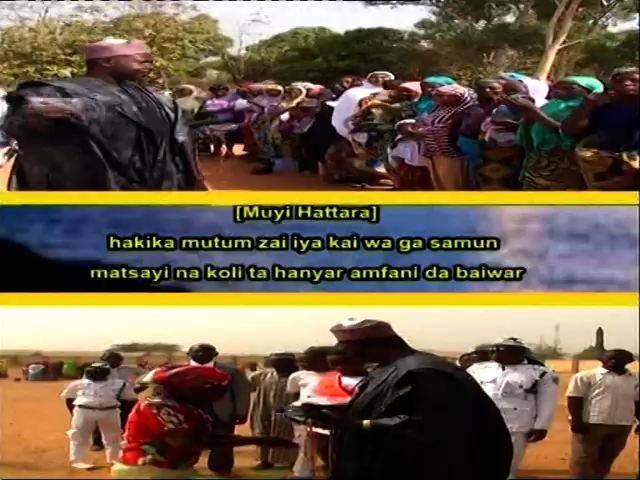 [Muyi Hattara]
hakika mutum zai iya kai wa ga samun
matsayi na koli ta hanyar amfani da baiwar